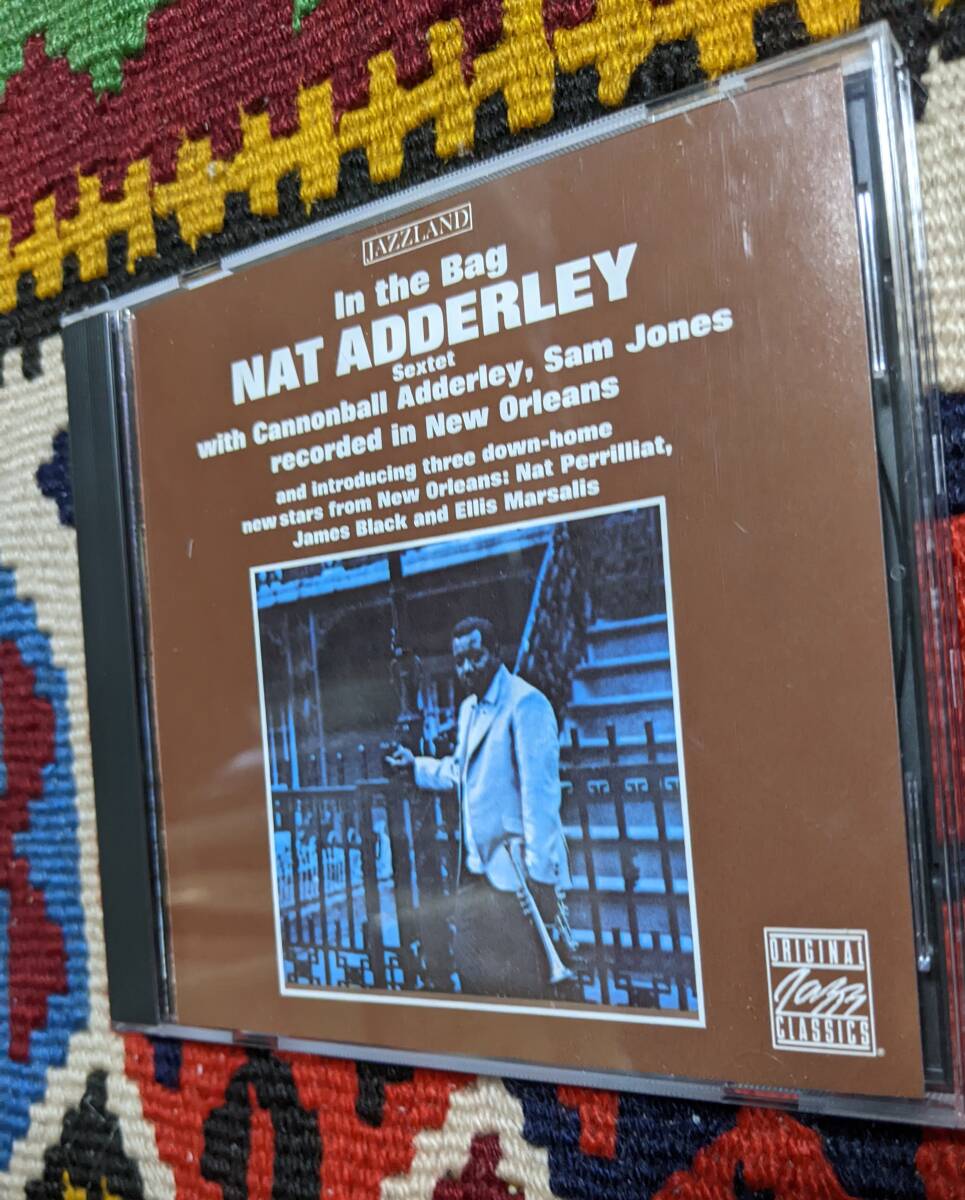 JAZZLAND
In the Bag
NAT ADDERLEY
Sextet
with Cannonball Adderley, Sam Jones
recorded in New Orleans
and introducing three down-home
new stars from New Orleans: Nat Perrilliat,
James Black and Ellis Marsalis
ORIGINAL
Jazz
CLASSICS